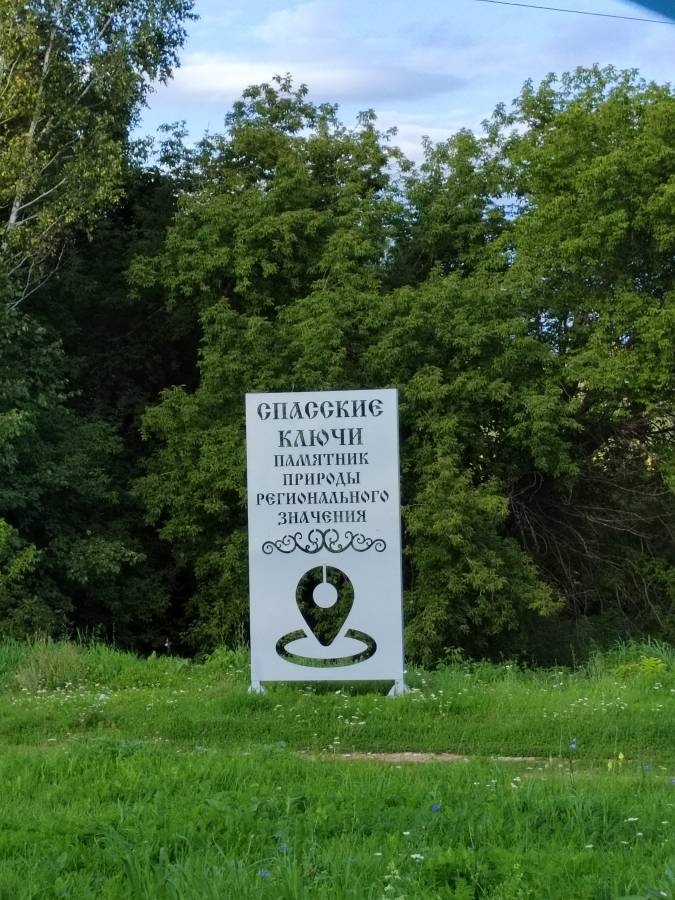 СПАССКИЕ
КЛЮЧИ
ПАМЯТНИК
ПРИРОДЫ
РЕГИОНАЛЬНОГО
ЗНАЧЕНИЯ